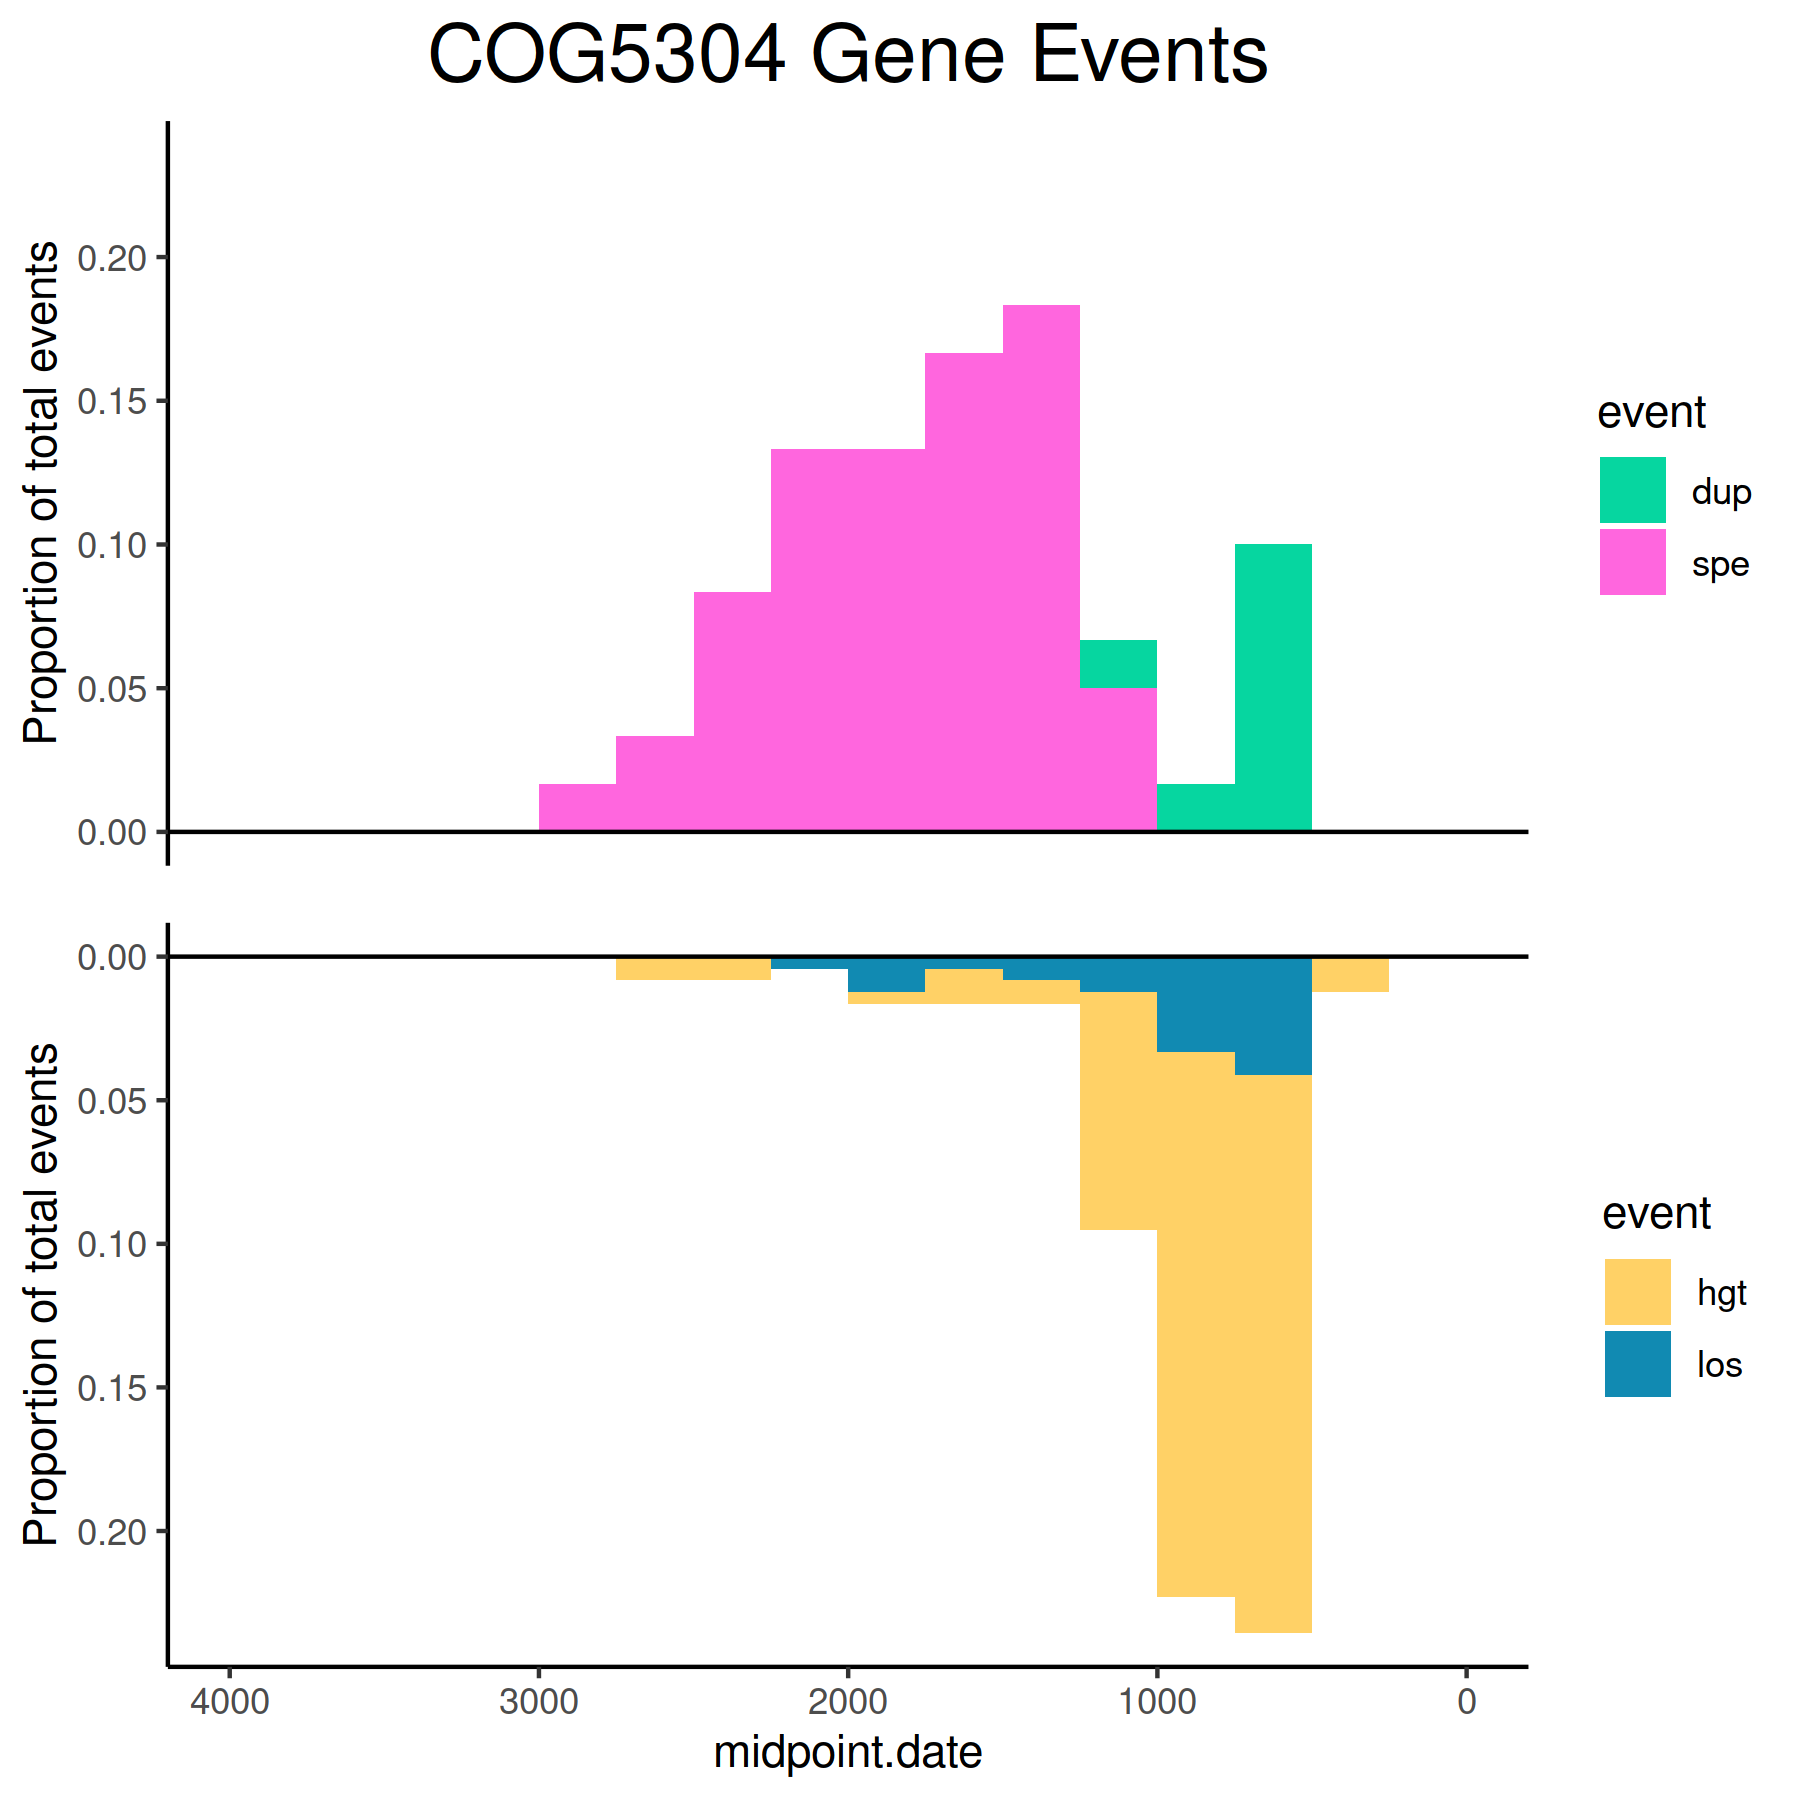 COG5304 Gene Events
Proportion of total events
0.20
0.15
0.10
0.05
0.00
event
dup
spe
Proportion of total events
0.00
0.05
0.10
0.15
0.20
event
hgt
los
4000 3000 2000 1000 0
midpoint.date